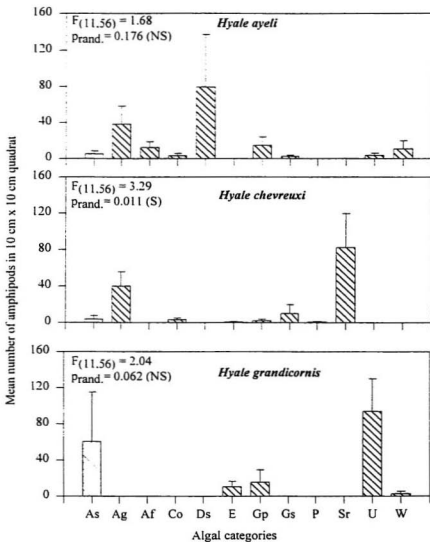 Mean number of amphipods in 10 cm x 10 cm quadrat
160
120
80
40
0
F(11.56) = 1.68
Prand.= 0.176 (NS)
Hyale ayeli
160
120
80
40
0
F(11.56) = 3.29
Prand.= 0.011 (S)
Hyale chevreuxi
160
120
80
40
0
F(11.56) = 2.04
Prand.= 0.062 (NS)
Hyale grandicornis
As Ag Af Co Ds E Gp Gs P Sr U W
Algal categories